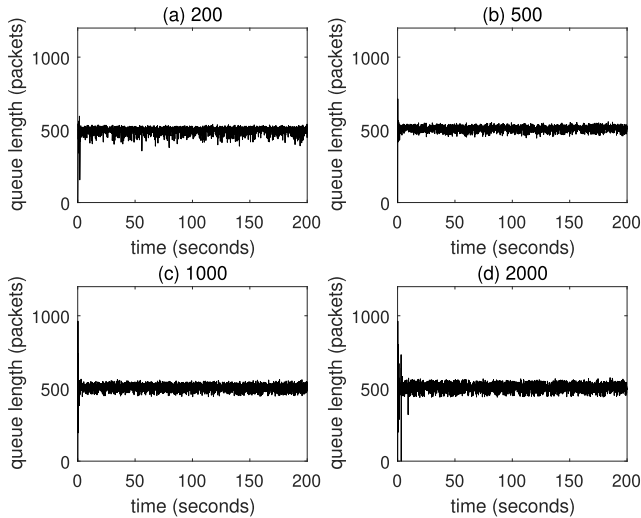 (a) 200
queue length (packets)
1000
500
0
0 50 100 150 200
time (seconds)
(b) 500
queue length (packets)
1000
500
0
0 50 100 150 200
time (seconds)
(c) 1000
queue length (packets)
1000
500
0
0 50 100 150 200
time (seconds)
(d) 2000
queue length (packets)
1000
500
0
0 50 100 150 200
time (seconds)